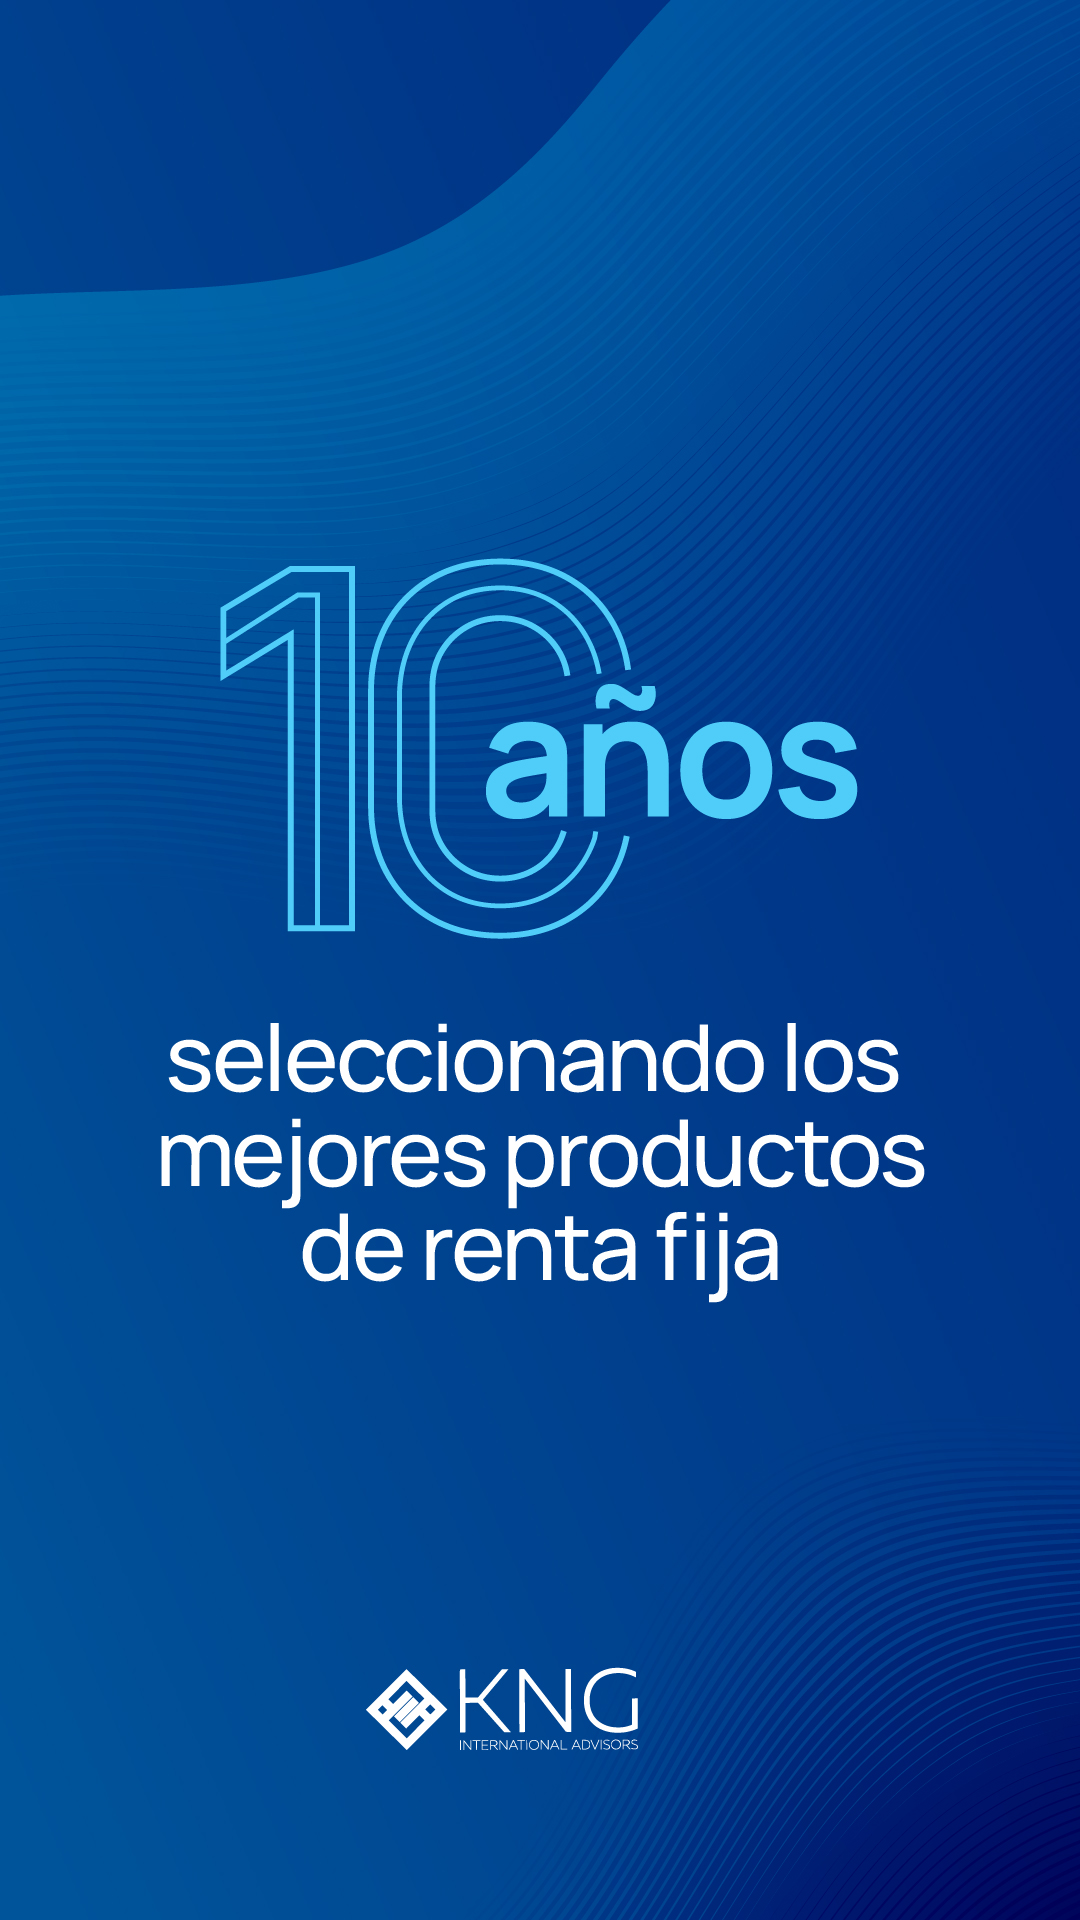 10 años
seleccionando los
mejores productos
de renta fija
KNG
INTERNATIONAL ADVISORS